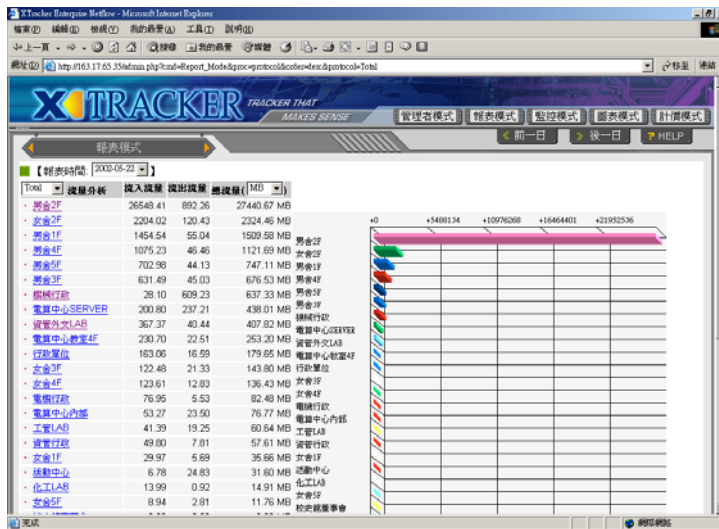 XTracker Enterprise Netflow - Microsoft Internet Explorer
檔案(F) 編輯(E) 檢視(V) 我的最愛(A) 工具(T) 說明(H)
上一頁 搜尋 我的最愛 媒體
網址(D) http://163.17.65.35/admin.php?cmd=Report_Mode&proc=protocol&order=desc&protocol=Total 移至 連結
X TRACKER TRACKER THAT MAKES SENSE
管理者模式 報表模式 監控模式 圖表模式 計價模式
報表模式 前一日 後一日 HELP
【報表時間: 2002-05-22 】
Total 流量分析 流入流量 流出流量 總流量( MB )
男舍2F 26548.41 892.26 27440.67 MB
女舍2F 2204.02 120.43 2324.46 MB
男舍1F 1454.54 55.04 1509.58 MB
男舍4F 1075.23 46.46 1121.69 MB
男舍5F 702.98 44.13 747.11 MB
男舍3F 631.49 45.03 676.53 MB
機械行政 28.10 609.23 637.33 MB
電算中心SERVER 200.80 237.21 438.01 MB
資管外文LAB 367.37 40.44 407.82 MB
電算中心教室4F 230.70 22.51 253.20 MB
行政單位 163.06 16.59 179.65 MB
女舍3F 122.48 21.33 143.80 MB
女舍4F 123.61 12.83 136.43 MB
電機行政 76.95 5.53 82.48 MB
電算中心內部 53.27 23.50 76.77 MB
工管LAB 41.39 19.25 60.64 MB
資管行政 49.80 7.81 57.61 MB
女舍1F 29.97 5.69 35.66 MB
活動中心 6.78 24.83 31.60 MB
化工LAB 13.99 0.92 14.91 MB
女舍5F 8.94 2.81 11.76 MB
+0 +5488134 +10976268 +16464401 +21952536
男舍2F
女舍2F
男舍1F
男舍4F
男舍5F
男舍3F
機械行政
電算中心SERVER
資管外文LAB
電算中心教室4F
行政單位
女舍3F
女舍4F
電機行政
電算中心內部
工管LAB
資管行政
女舍1F
活動中心
化工LAB
女舍5F
完成 網際網路